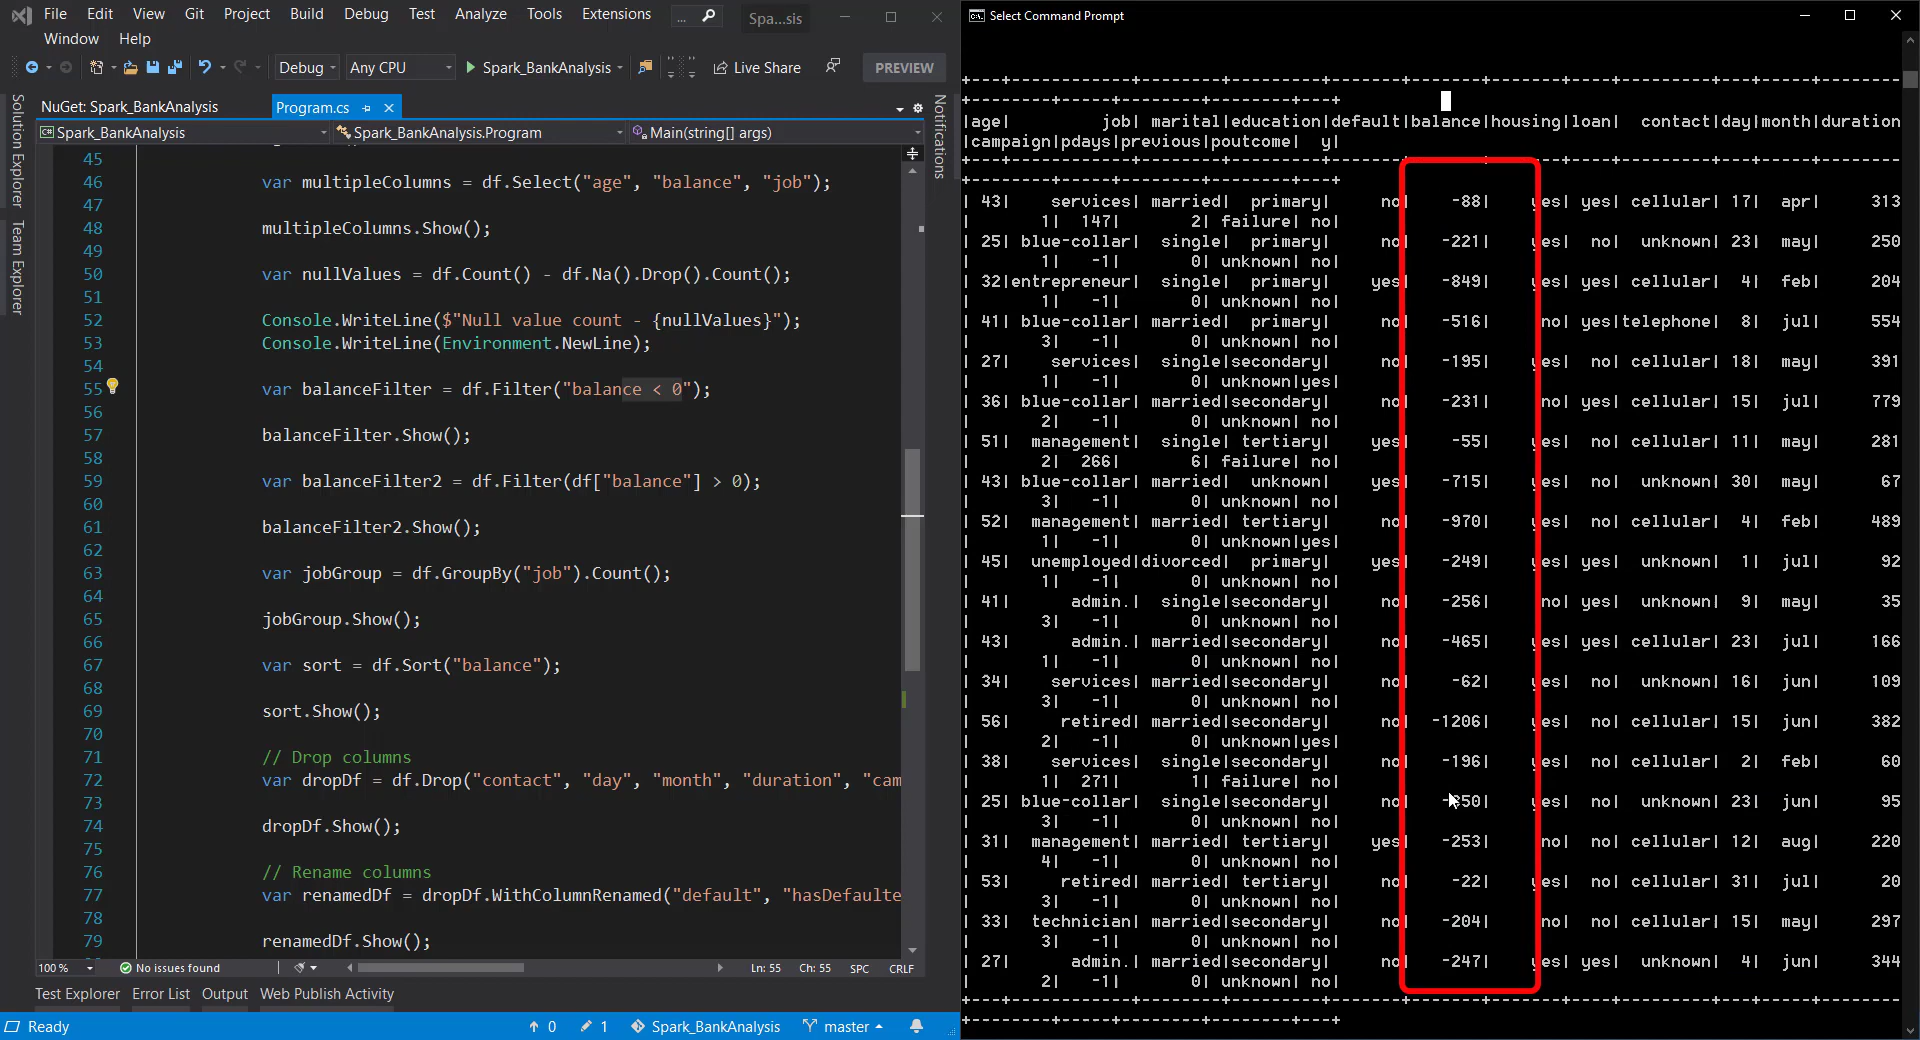 File Edit View Git Project Build Debug Test Analyze Tools Extensions ... Spa...sis
Window Help
Debug Any CPU Spark_BankAnalysis Live Share PREVIEW
Solution Explorer
Team Explorer
Notifications
NuGet: Spark_BankAnalysis Program.cs
C# Spark_BankAnalysis Spark_BankAnalysis.Program Main(string[] args)
45
46 var multipleColumns = df.Select("age", "balance", "job");
47
48 multipleColumns.Show();
49
50 var nullValues = df.Count() - df.Na().Drop().Count();
51
52 Console.WriteLine($"Null value count - {nullValues}");
53 Console.WriteLine(Environment.NewLine);
54
55 var balanceFilter = df.Filter("balance < 0");
56
57 balanceFilter.Show();
58
59 var balanceFilter2 = df.Filter(df["balance"] > 0);
60
61 balanceFilter2.Show();
62
63 var jobGroup = df.GroupBy("job").Count();
64
65 jobGroup.Show();
66
67 var sort = df.Sort("balance");
68
69 sort.Show();
70
71 // Drop columns
72 var dropDf = df.Drop("contact", "day", "month", "duration", "cam
73
74 dropDf.Show();
75
76 // Rename columns
77 var renamedDf = dropDf.WithColumnRenamed("default", "hasDefaulte
78
79 renamedDf.Show();
100 % No issues found Ln: 55 Ch: 55 SPC CRLF
Test Explorer Error List Output Web Publish Activity
Ready 0 1 Spark_BankAnalysis master
Select Command Prompt
+---+------------+--------+---------+-------+-------+-------+----+---------+---+-----+--------
+--------+-----+--------+--------+---+
|age| job| marital|education|default|balance|housing|loan| contact|day|month|duration
|campaign|pdays|previous|poutcome| y|
+---+------------+--------+---------+-------+-------+-------+----+---------+---+-----+--------
+--------+-----+--------+--------+---+
| 43| services| married| primary| no| -88| yes| yes| cellular| 17| apr| 313
| 1| 147| 2| failure| no|
| 25| blue-collar| single| primary| no| -221| yes| no| unknown| 23| may| 250
| 1| -1| 0| unknown| no|
| 32|entrepreneur| single| primary| yes| -849| yes| no| cellular| 4| feb| 204
| 1| -1| 0| unknown| no|
| 41| blue-collar| married| primary| no| -516| no| yes|telephone| 8| jul| 554
| 3| -1| 0| unknown| no|
| 27| services| single|secondary| no| -195| yes| no| cellular| 18| may| 391
| 1| -1| 0| unknown|yes|
| 36| blue-collar| married|secondary| no| -231| no| yes| cellular| 15| jul| 779
| 2| -1| 0| unknown| no|
| 51| management| single| tertiary| yes| -55| yes| no| cellular| 11| may| 281
| 2| 266| 6| failure| no|
| 43| blue-collar| married| unknown| yes| -715| yes| no| unknown| 30| may| 67
| 3| -1| 0| unknown| no|
| 52| management| married| tertiary| no| -970| yes| no| cellular| 4| feb| 489
| 1| -1| 0| unknown|yes|
| 45| unemployed|divorced| primary| yes| -249| yes| yes| unknown| 1| jul| 92
| 1| -1| 0| unknown| no|
| 41| admin.| single|secondary| no| -256| no| yes| unknown| 9| may| 35
| 3| -1| 0| unknown| no|
| 43| admin.| married|secondary| no| -465| yes| yes| cellular| 23| jul| 166
| 1| -1| 0| unknown| no|
| 34| services| married|secondary| no| -62| yes| no| unknown| 16| jun| 109
| 3| -1| 0| unknown| no|
| 56| retired| married|secondary| no| -1206| yes| no| cellular| 15| jun| 382
| 2| -1| 0| unknown|yes|
| 38| services| single|secondary| no| -196| yes| no| cellular| 2| feb| 60
| 1| 271| 1| failure| no|
| 25| blue-collar| single|secondary| no| 50| yes| no| unknown| 23| jun| 95
| 3| -1| 0| unknown| no|
| 31| management| married| tertiary| yes| -253| no| no| cellular| 12| aug| 220
| 4| -1| 0| unknown| no|
| 53| retired| married| tertiary| no| -22| yes| no| cellular| 31| jul| 20
| 3| -1| 0| unknown| no|
| 33| technician| married|secondary| no| -204| no| no| cellular| 15| may| 297
| 3| -1| 0| unknown| no|
| 27| admin.| married|secondary| no| -247| yes| yes| unknown| 4| jun| 344
| 2| -1| 0| unknown| no|
+---+------------+--------+---------+-------+-------+-------+----+---------+---+-----+--------
+--------+-----+--------+--------+---+